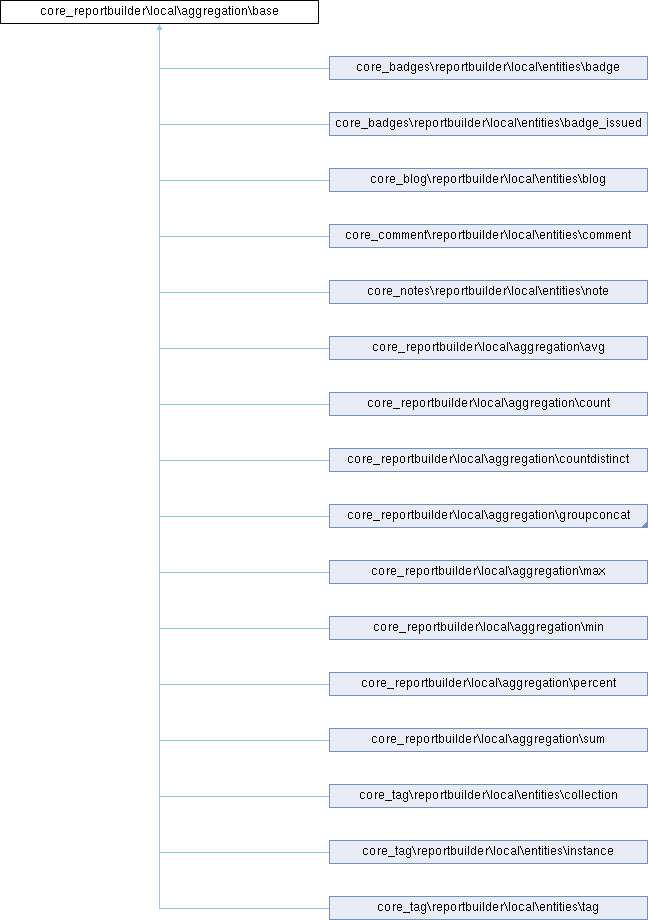 core_reportbuilder\local\aggregation\base
core_badges\reportbuilder\local\entities\badge
core_badges\reportbuilder\local\entities\badge_issued
core_blog\reportbuilder\local\entities\blog
core_comment\reportbuilder\local\entities\comment
core_notes\reportbuilder\local\entities\note
core_reportbuilder\local\aggregation\avg
core_reportbuilder\local\aggregation\count
core_reportbuilder\local\aggregation\countdistinct
core_reportbuilder\local\aggregation\groupconcat
core_reportbuilder\local\aggregation\max
core_reportbuilder\local\aggregation\min
core_reportbuilder\local\aggregation\percent
core_reportbuilder\local\aggregation\sum
core_tag\reportbuilder\local\entities\collection
core_tag\reportbuilder\local\entities\instance
core_tag\reportbuilder\local\entities\tag